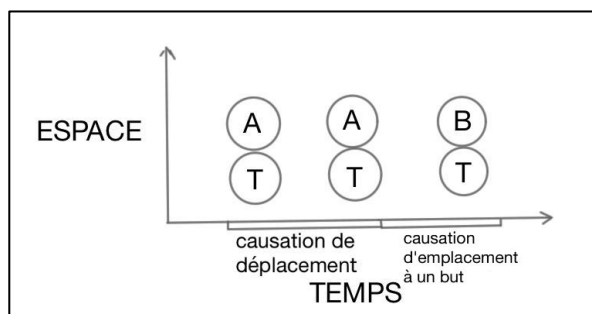 ESPACE
A
A
B
T
T
T
causation de
déplacement
causation
d'emplacement
à un but
TEMPS